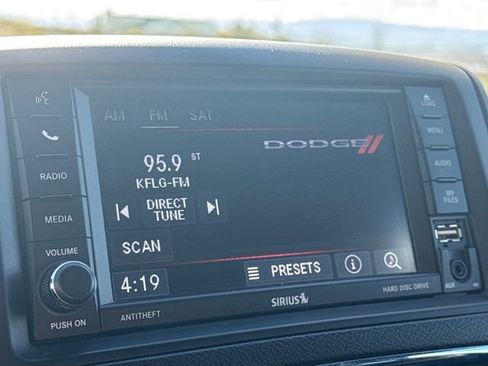 AM FM SAT
DODGE
95.9 ST
KFLG-FM
DIRECT
TUNE
SCAN
4:19
PRESETS
RADIO
MEDIA
VOLUME
PUSH ON
LOAD
MENU
AUDIO
MY
FILES
AUX
ANTITHEFT
SIRIUS
HARD DISC DRIVE